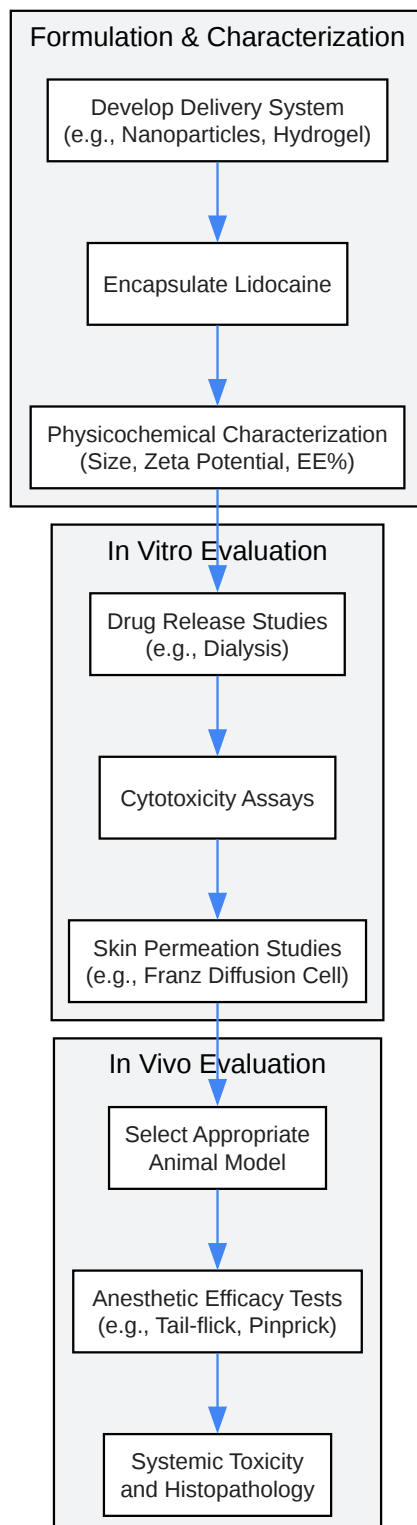 Formulation & Characterization
Develop Delivery System
(e.g., Nanoparticles, Hydrogel)
Encapsulate Lidocaine
Physicochemical Characterization
(Size, Zeta Potential, EE%)
In Vitro Evaluation
Drug Release Studies
(e.g., Dialysis)
Cytotoxicity Assays
Skin Permeation Studies
(e.g., Franz Diffusion Cell)
In Vivo Evaluation
Select Appropriate
Animal Model
Anesthetic Efficacy Tests
(e.g., Tail-flick, Pinprick)
Systemic Toxicity
and Histopathology